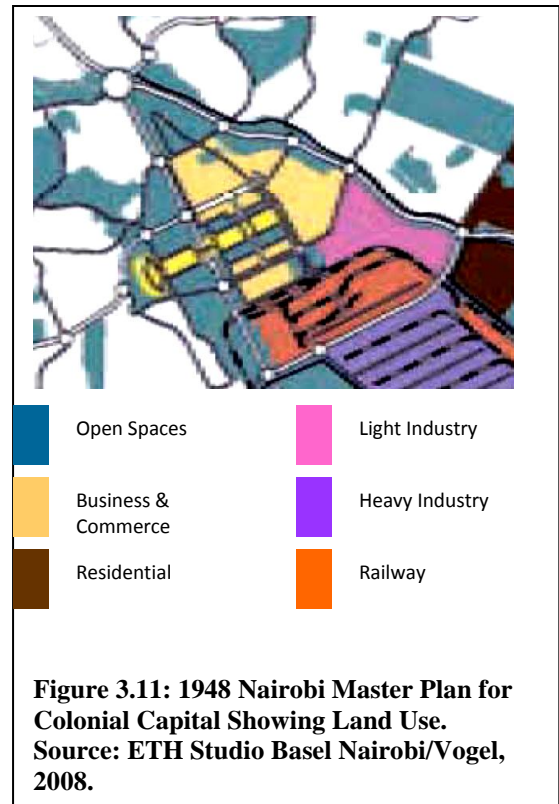 Open Spaces
Light Industry
Business &
Commerce
Heavy Industry
Residential
Railway
Figure 3.11: 1948 Nairobi Master Plan for
Colonial Capital Showing Land Use.
Source: ETH Studio Basel Nairobi/Vogel,
2008.